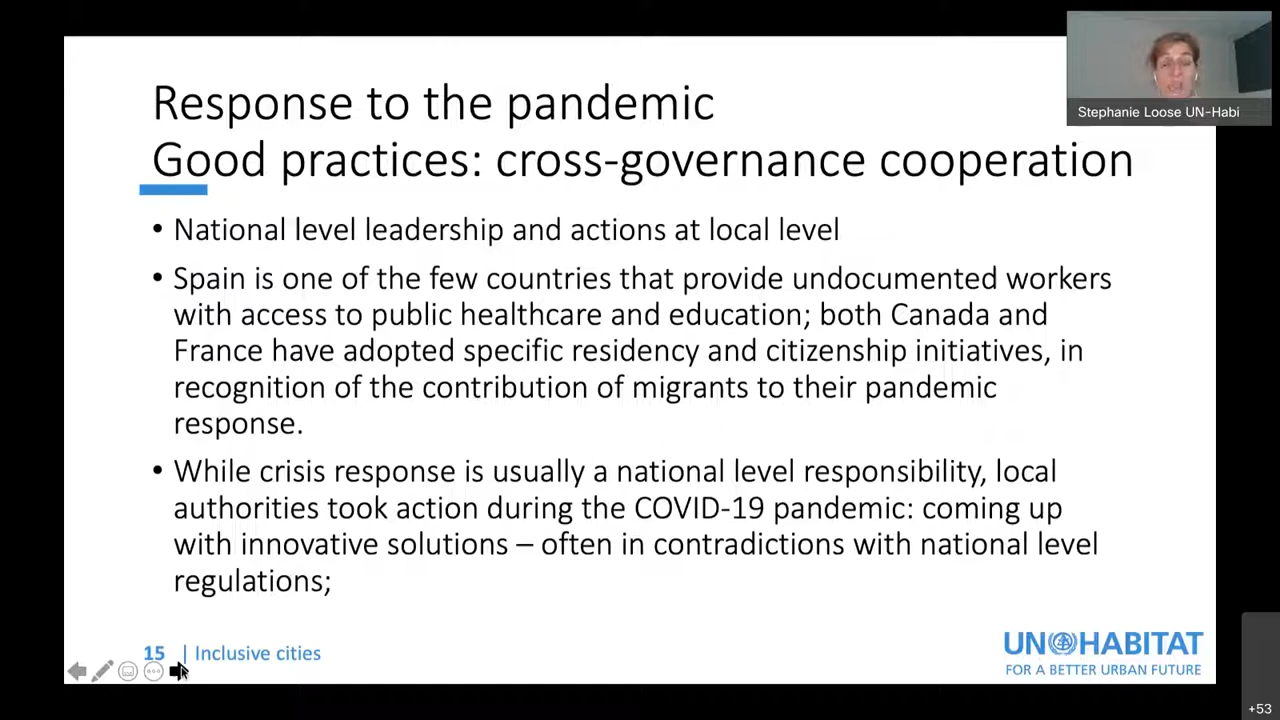 Response to the pandemic
Good practices: cross-governance cooperation
Stephanie Loose UN-Habi
• National level leadership and actions at local level
• Spain is one of the few countries that provide undocumented workers
with access to public healthcare and education; both Canada and
France have adopted specific residency and citizenship initiatives, in
recognition of the contribution of migrants to their pandemic
response.
• While crisis response is usually a national level responsibility, local
authorities took action during the COVID-19 pandemic: coming up
with innovative solutions – often in contradictions with national level
regulations;
15 | Inclusive cities
UN HABITAT
FOR A BETTER URBAN FUTURE
+53